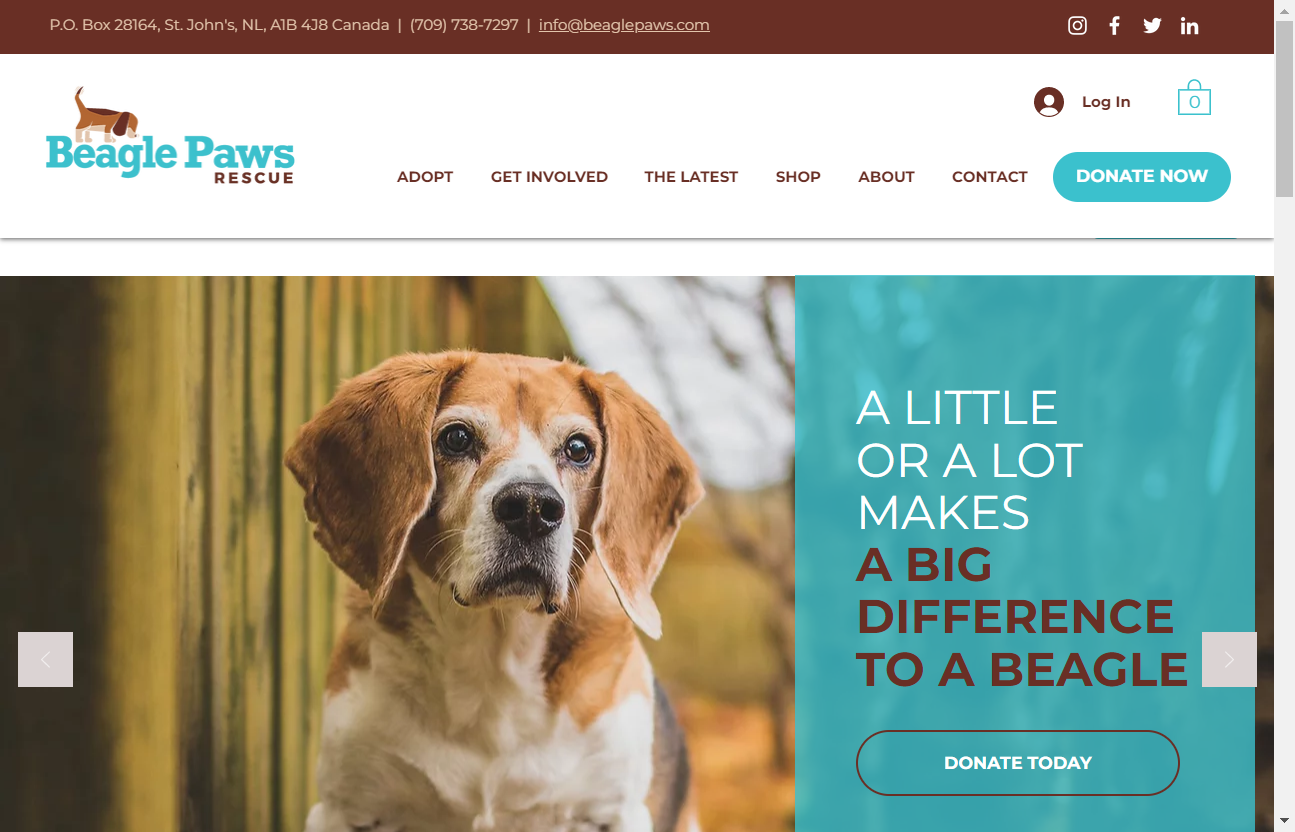 P.O. Box 28164, St. John's, NL, A1B 4J8 Canada | (709) 738-7297 | info@beaglepaws.com
Log In
0
Beagle Paws
RESCUE
ADOPT GET INVOLVED THE LATEST SHOP ABOUT CONTACT DONATE NOW
A LITTLE
OR A LOT
MAKES
A BIG
DIFFERENCE
TO A BEAGLE
DONATE TODAY